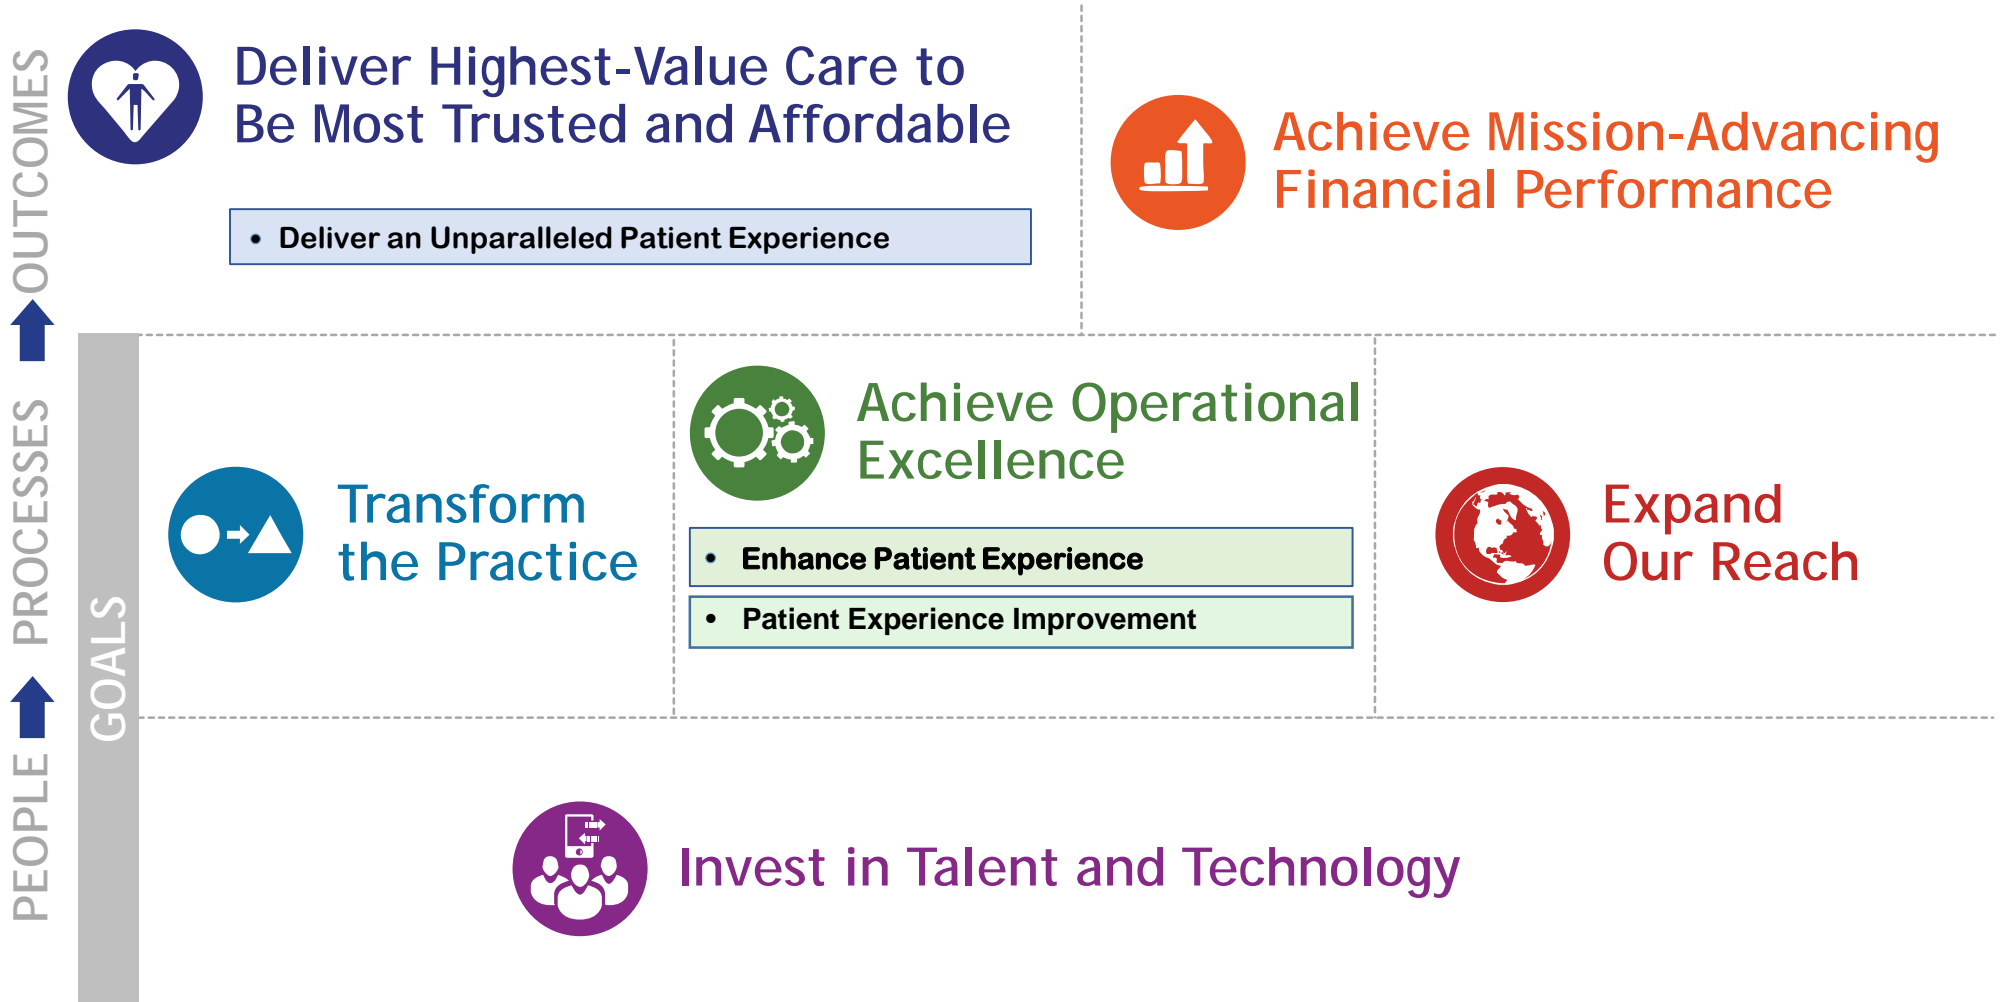 OUTCOMES
Deliver Highest-Value Care to
Be Most Trusted and Affordable
• Deliver an Unparalleled Patient Experience
Achieve Mission-Advancing
Financial Performance
PROCESSES
GOALS
Transform
the Practice
Achieve Operational
Excellence
• Enhance Patient Experience
• Patient Experience Improvement
Expand
Our Reach
PEOPLE
Invest in Talent and Technology